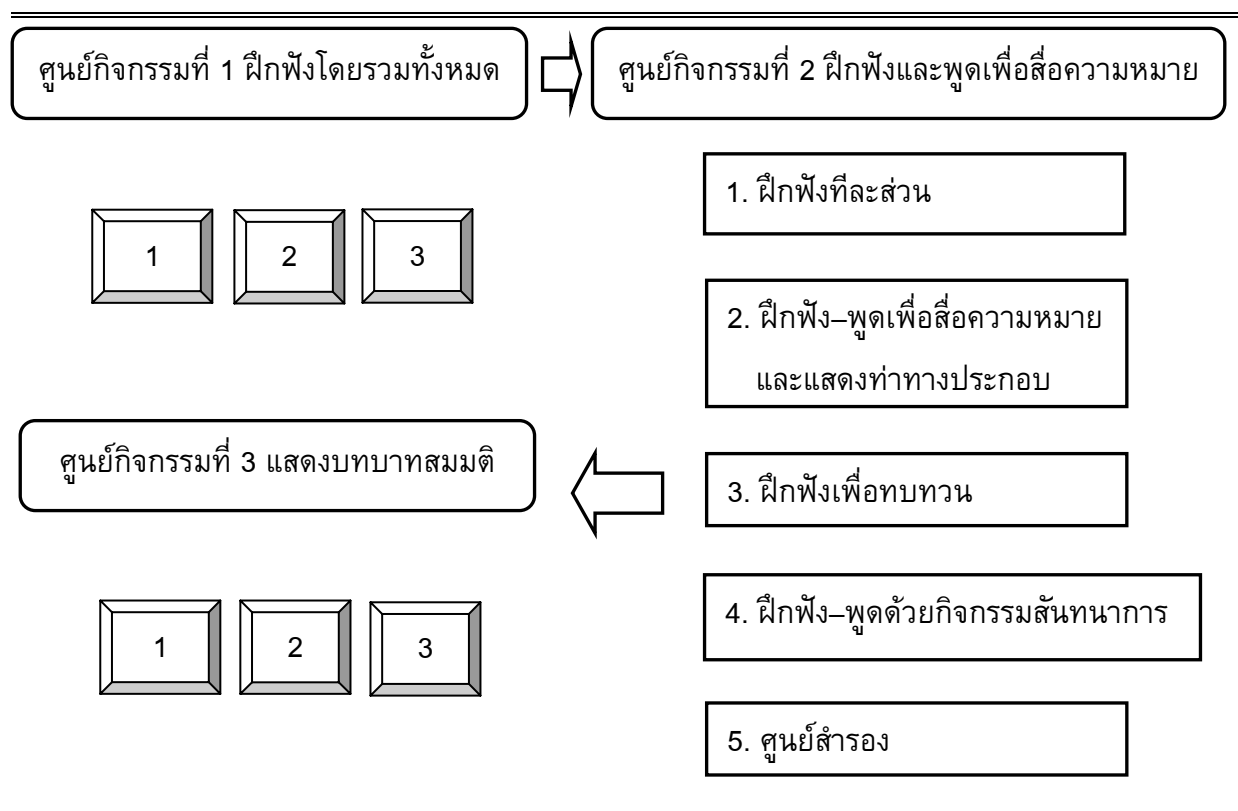 ศูนย์กิจกรรมที่ 1 ฝึกฟังโดยรวมทั้งหมด
ศูนย์กิจกรรมที่ 2 ฝึกฟังและพูดเพื่อสื่อความหมาย
1
2
3
1. ฝึกฟังทีละส่วน
2. ฝึกฟัง–พูดเพื่อสื่อความหมาย
และแสดงท่าทางประกอบ
3. ฝึกฟังเพื่อทบทวน
4. ฝึกฟัง–พูดด้วยกิจกรรมสันทนาการ
5. ศูนย์สำรอง
ศูนย์กิจกรรมที่ 3 แสดงบทบาทสมมติ
1
2
3